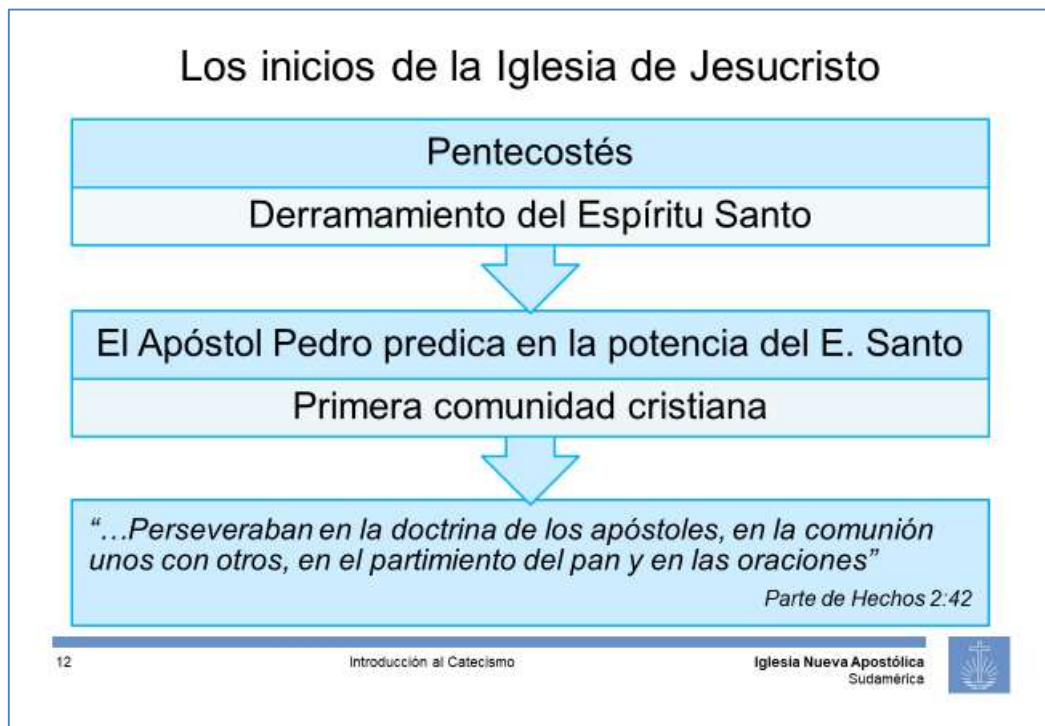 Los inicios de la Iglesia de Jesucristo
Pentecostés
Derramamiento del Espíritu Santo
El Apóstol Pedro predica en la potencia del E. Santo
Primera comunidad cristiana
“…Perseveraban en la doctrina de los apóstoles, en la comunión
unos con otros, en el partimiento del pan y en las oraciones”
Parte de Hechos 2:42
12
Introducción al Catecismo
Iglesia Nueva Apostólica
Sudamérica